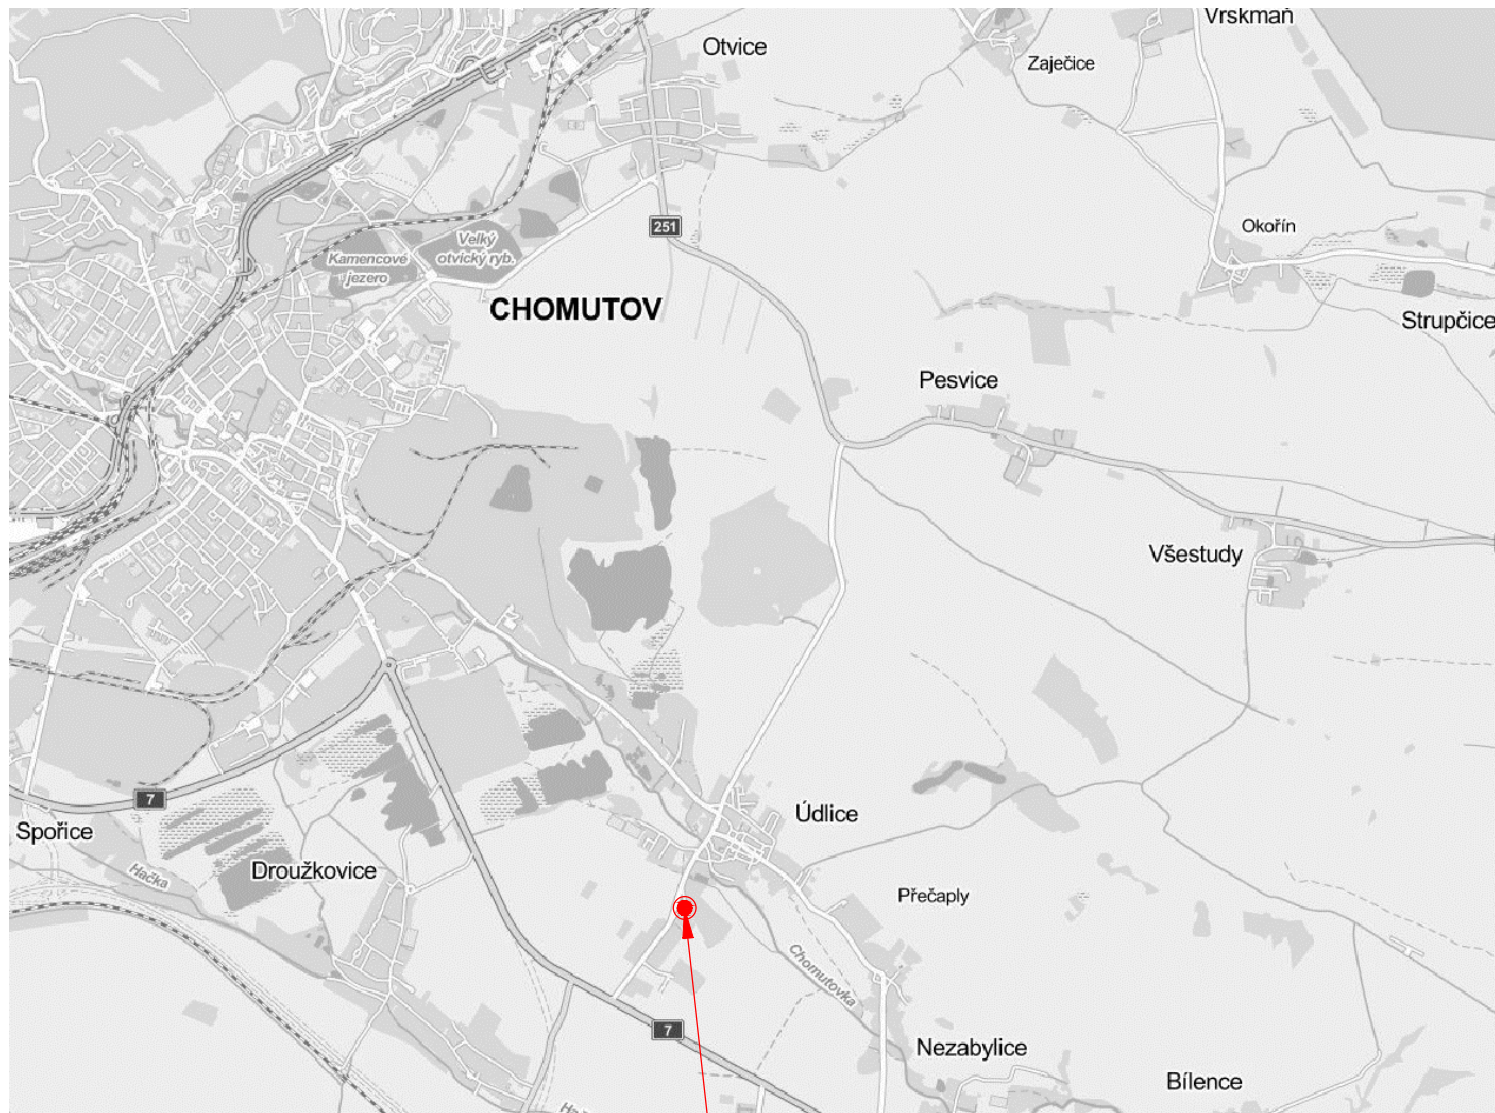 Vrskmaň
Otvice
Zaječice
251
Okořín
Velký
otvický ryb.
Kamencové
jezero
CHOMUTOV
Strupčice
Pesvice
Všestudy
7
Údlice
Spořice
Droužkovice
Hačka
Přečaply
Chomutovka
7
Nezabylice
Bílence